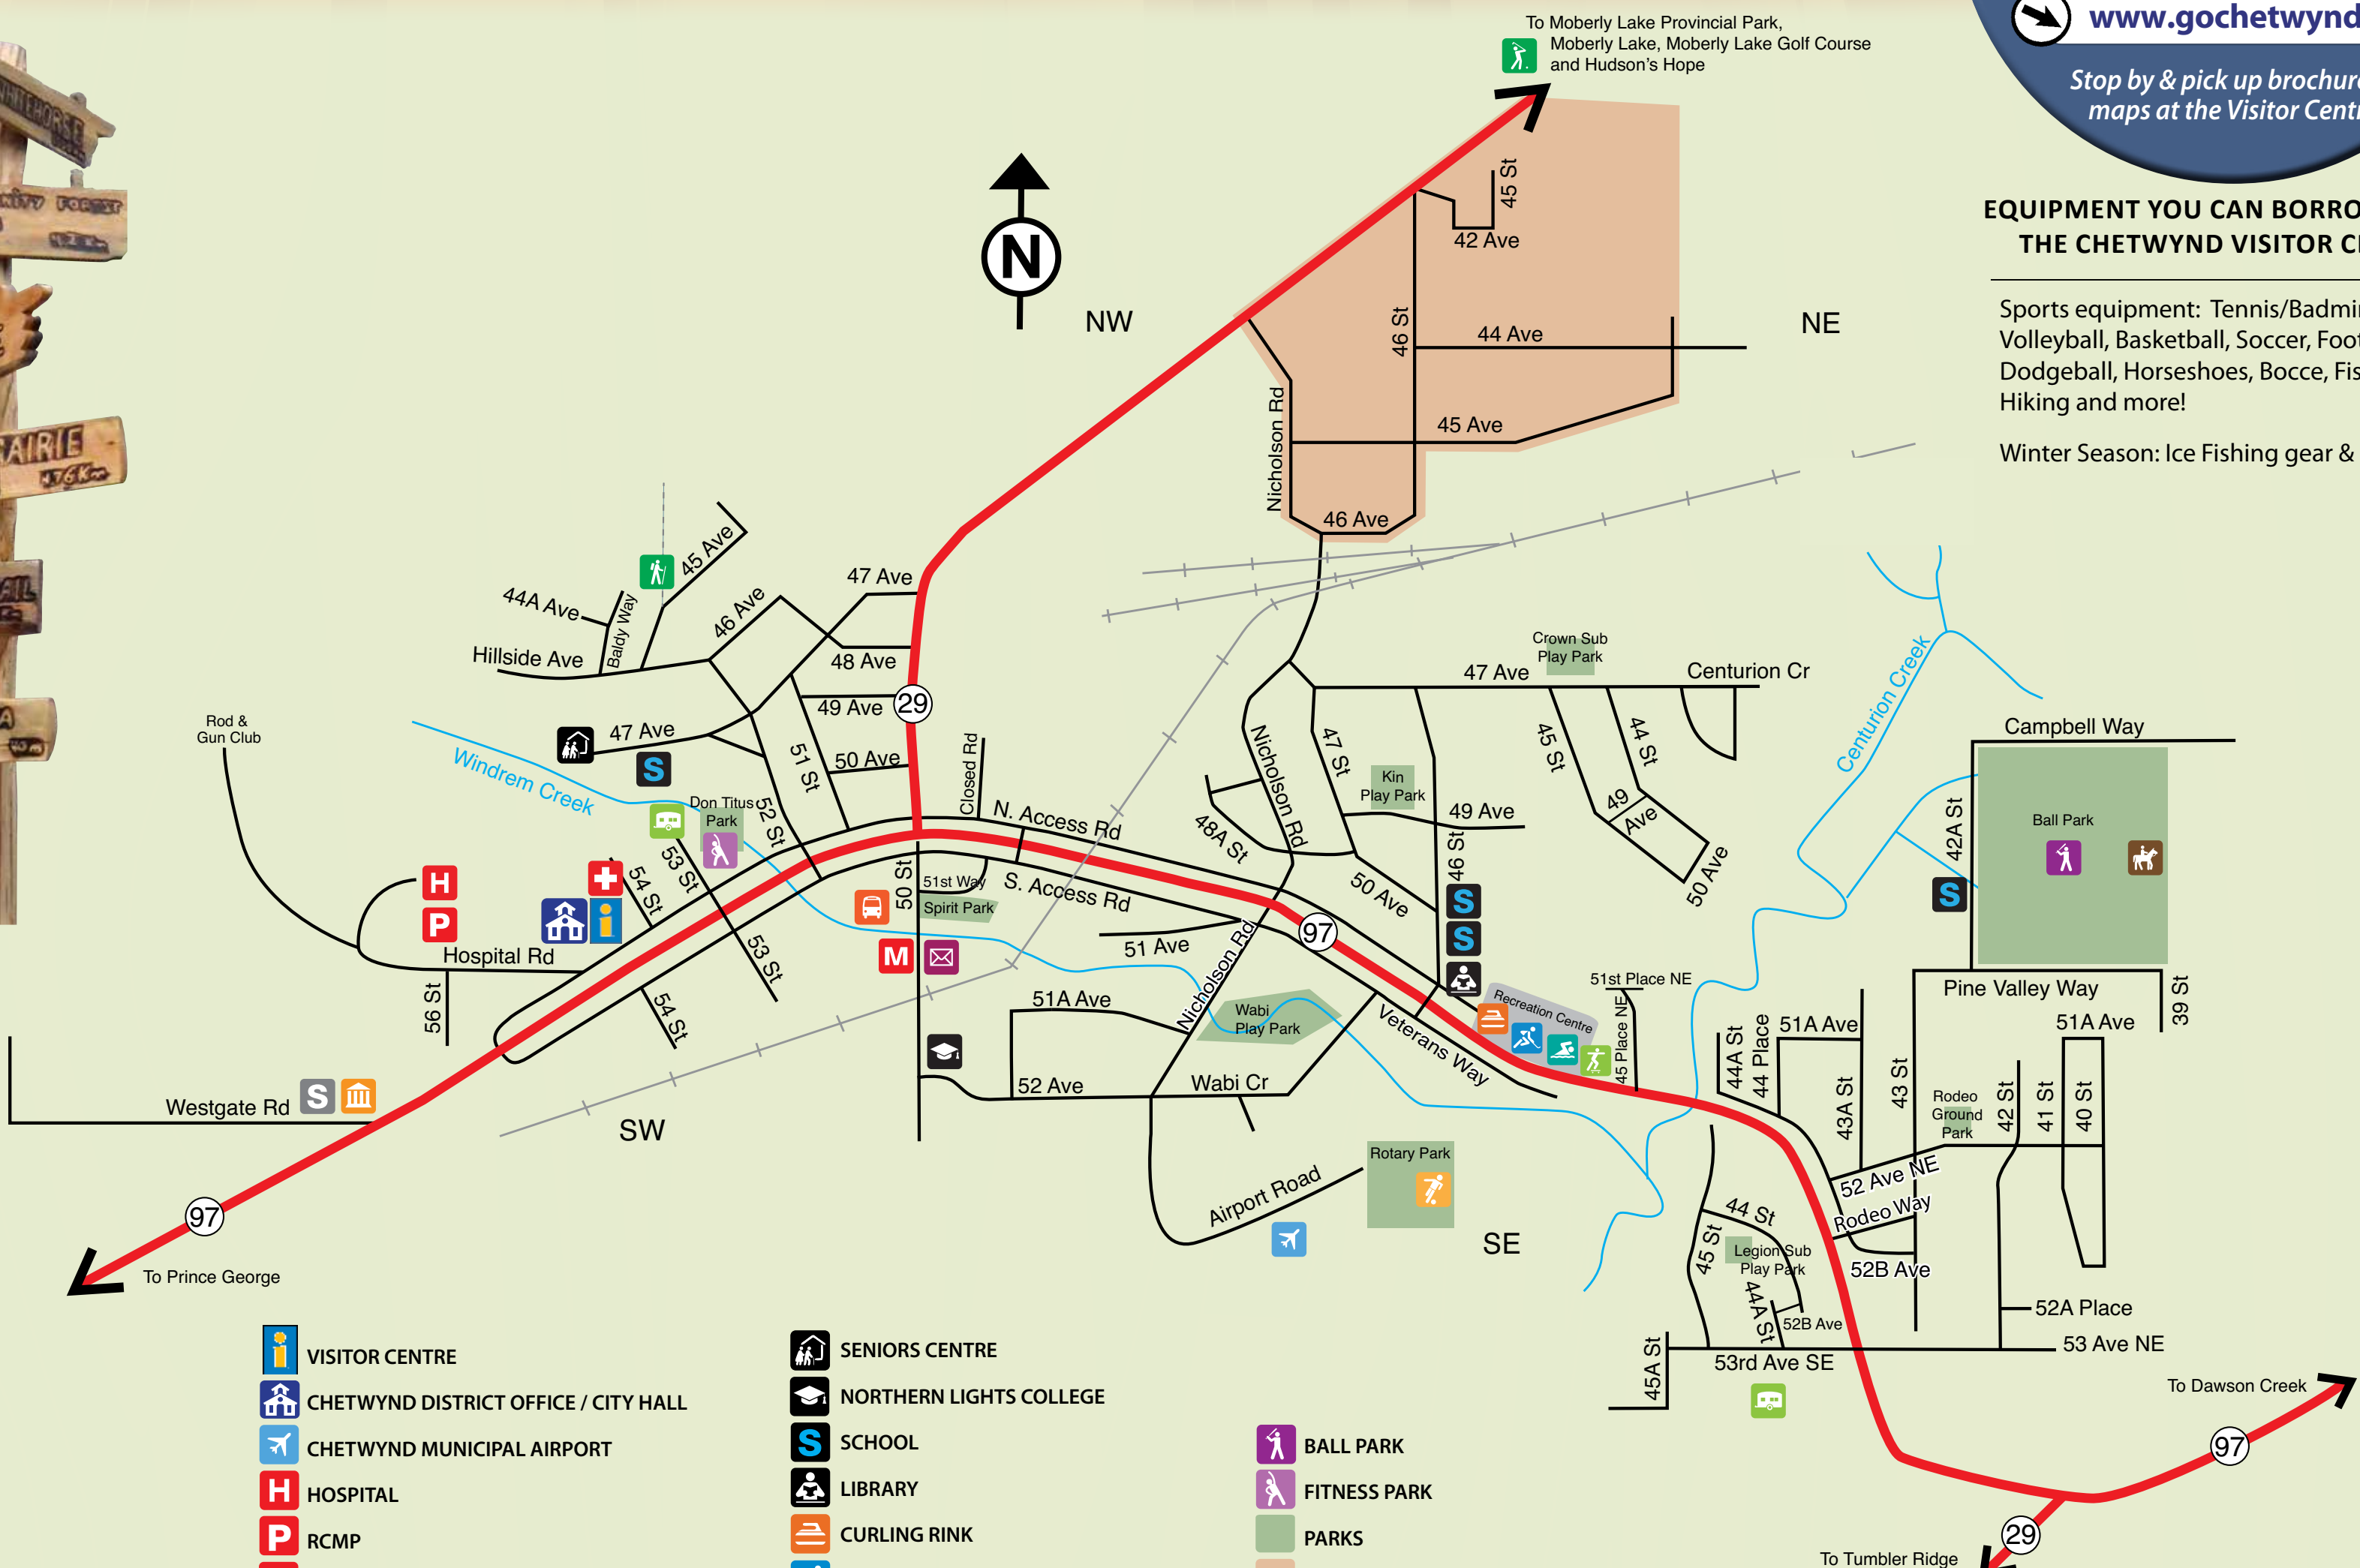 To Moberly Lake Provincial Park,
Moberly Lake, Moberly Lake Golf Course
and Hudson's Hope
www.gochetwynd
Stop by & pick up
maps at the Visitor
EQUIPMENT YOU CAN
THE CHETWYND VISITOR
Sports equipment:
Volleyball, Basketball, Soccer,
Dodgeball, Horseshoes, Bocce,
Hiking and more!
Winter Season: Ice Fishing gear &
WHITEHORSE
FOREST
N
NW
NE
45 St
42 Ave
46 St
44 Ave
Nicholson Rd
45 Ave
46 Ave
45 Ave
44A Ave
Baldy Way
Hillside Ave
46 Ave
47 Ave
48 Ave
49 Ave
29
47 Ave
S
50 Ave
51 St
52 St
Closed Rd
Rod &
Gun Club
Windrem Creek
Don Titus
Park
N. Access Rd
S. Access Rd
53 St
54 St
H
P
i
Hospital Rd
56 St
53 St
54 St
50 St
51st Way
Spirit Park
M
51 Ave
51A Ave
52 Ave
Nicholson Rd
Wabi
Play Park
Wabi Cr
Veterans Way
97
Westgate Rd
S
SW
97
To Prince George
Crown Sub
Play Park
47 Ave
Centurion Cr
Nicholson Rd
47 St
Kin
Play Park
49 Ave
48A St
50 Ave
46 St
45 St
44 St
49
Ave
50 Ave
S
S
Recreation Centre
51st Place NE
45 Place NE
Centurion Creek
Campbell Way
42A St
Ball Park
S
Pine Valley Way
39 St
51A Ave
44A St
44 Place
51A Ave
43A St
43 St
Rodeo
Ground
Park
42 St
41 St
40 St
52 Ave NE
Rodeo Way
52B Ave
Airport Road
Rotary Park
SE
44 St
45 St
Legion Sub
Play Park
44A St
52B Ave
52A Place
53 Ave NE
53rd Ave SE
45A St
To Dawson Creek
97
29
To Tumbler Ridge
i VISITOR CENTRE
CHETWYND DISTRICT OFFICE / CITY HALL
CHETWYND MUNICIPAL AIRPORT
H HOSPITAL
P RCMP
SENIORS CENTRE
NORTHERN LIGHTS COLLEGE
S SCHOOL
LIBRARY
CURLING RINK
BALL PARK
FITNESS PARK
PARKS